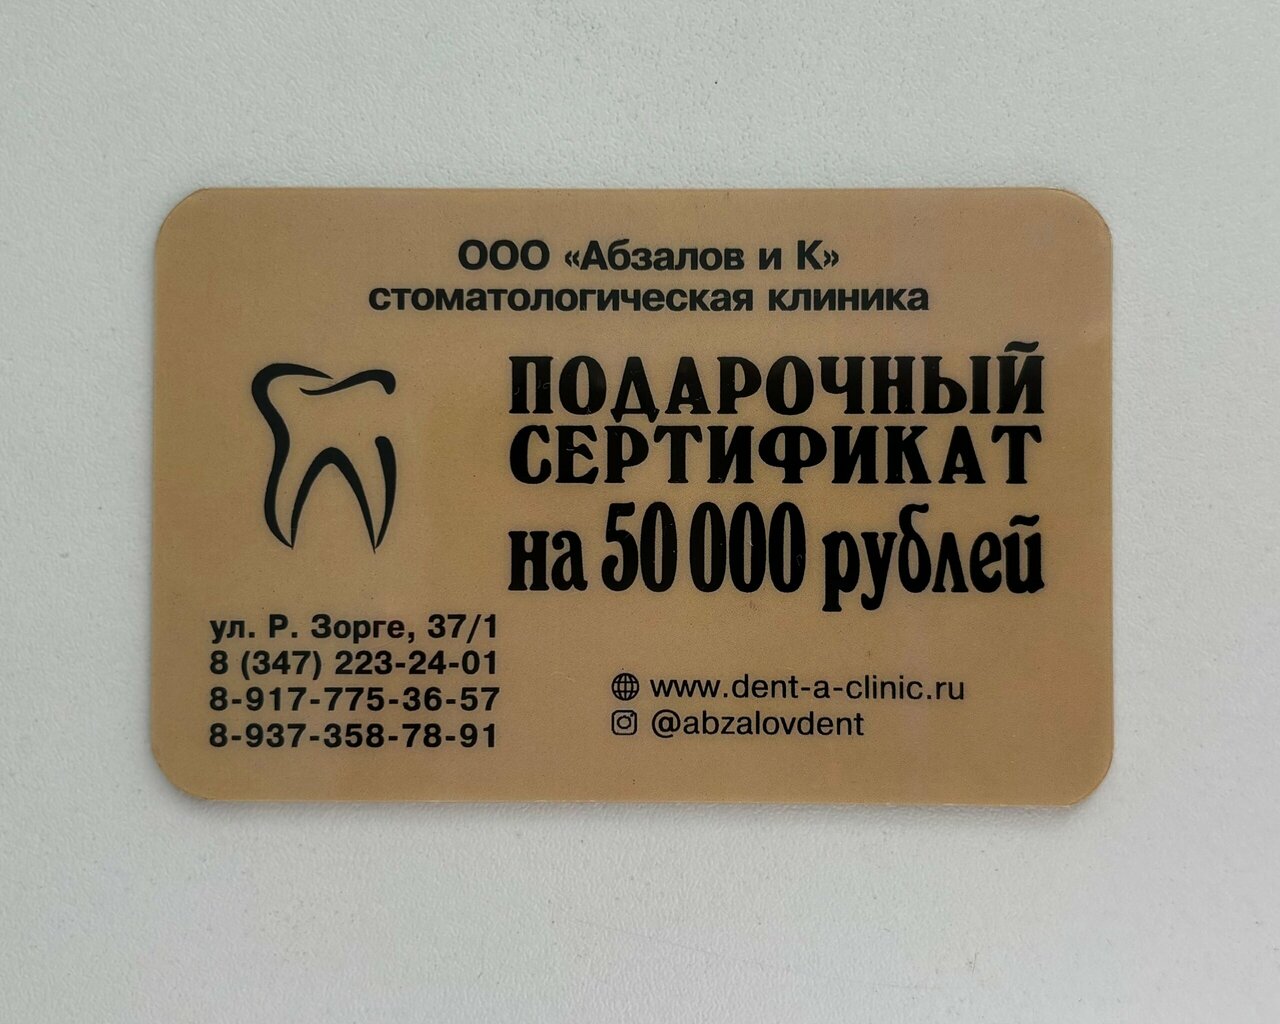 ООО «Абзалов и К»
стоматологическая клиника
ПОДАРОЧНЫЙ
СЕРТИФИКАТ
на 50 000 рублей
ул. Р. Зорге, 37/1
8 (347) 223-24-01
8-917-775-36-57
8-937-358-78-91
www.dent-a-clinic.ru
@abzalovdent